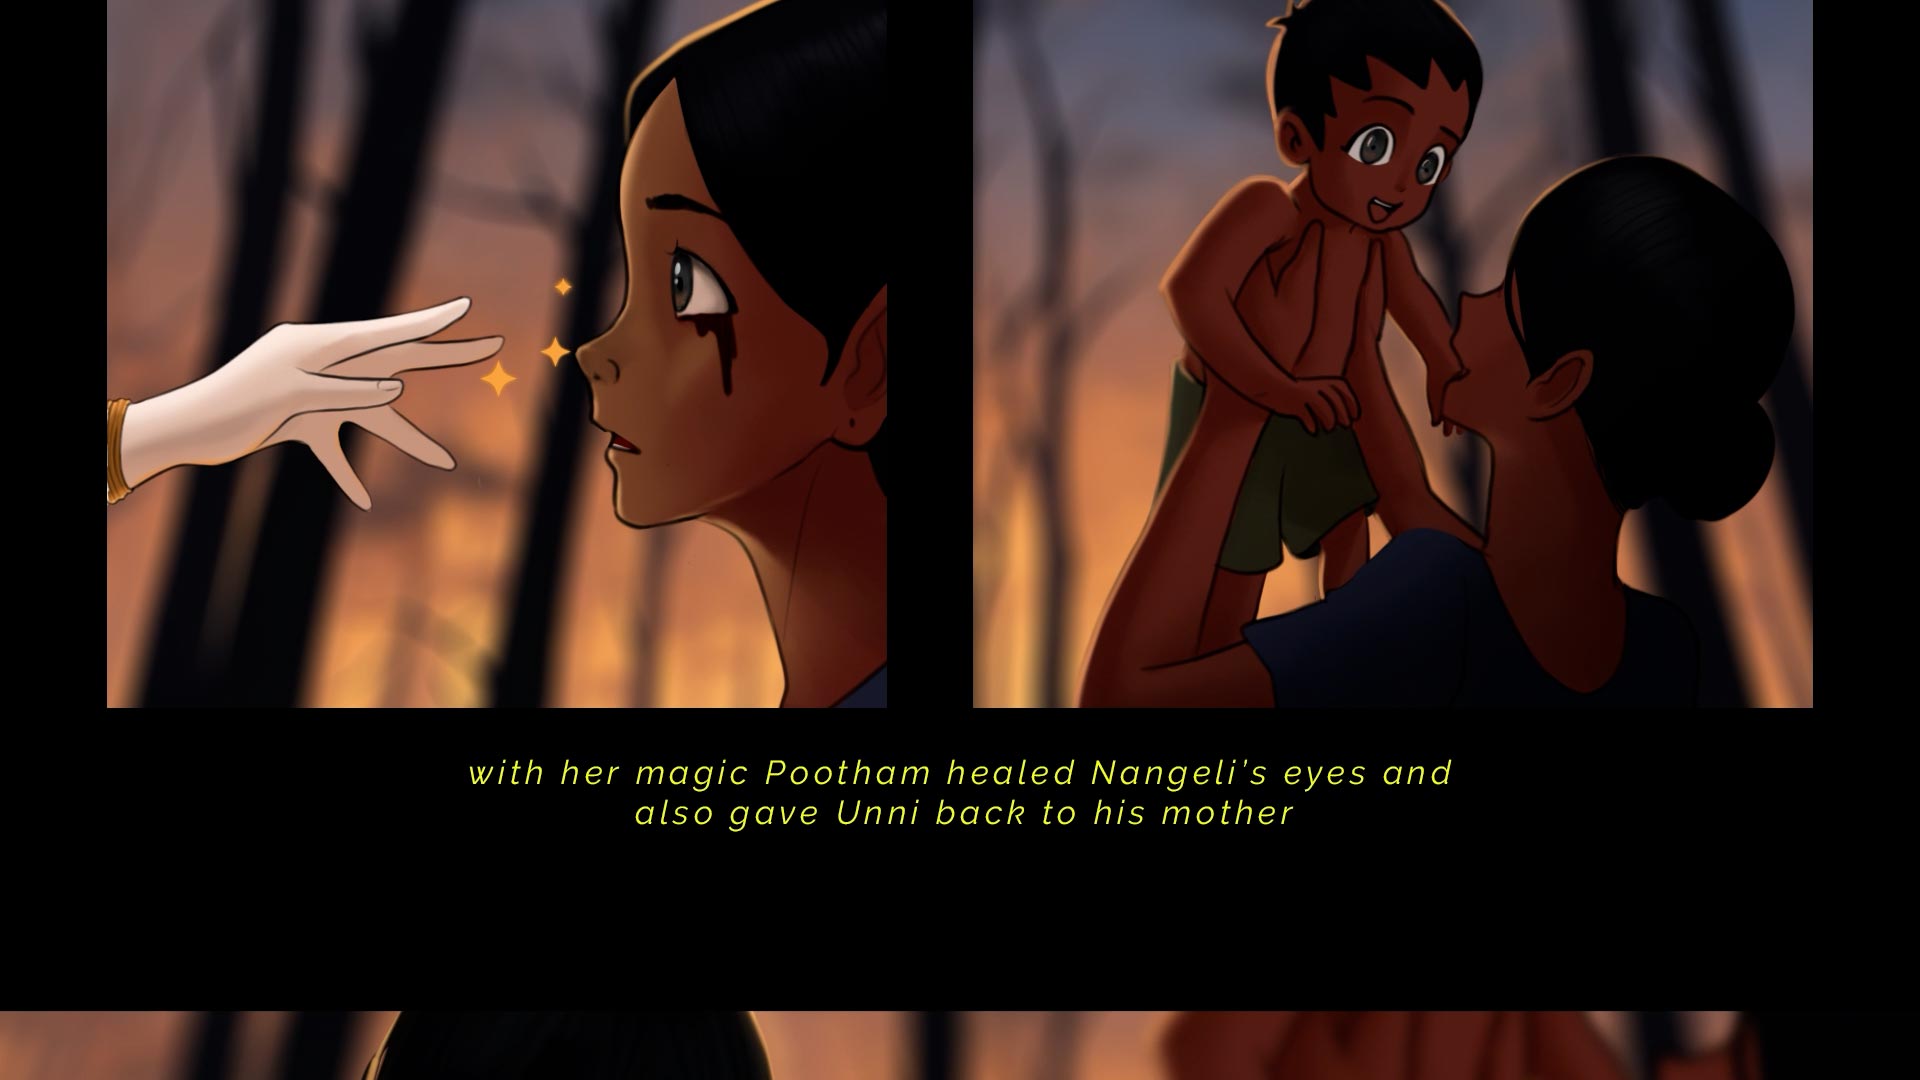 with her magic Pootham healed Nangeli's eyes and
also gave Unni back to his mother